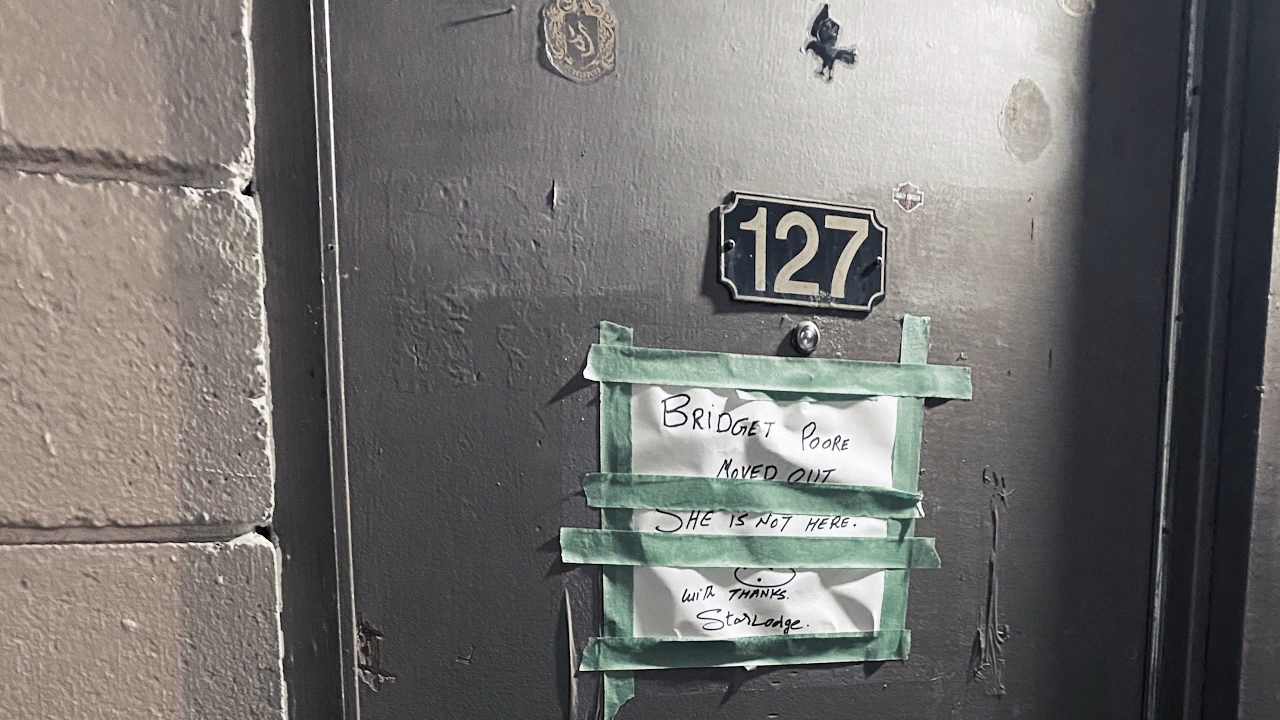 127
BRIDGET POORE
MOVED OUT
SHE IS NOT HERE.
with THANKS.
StarLodge.